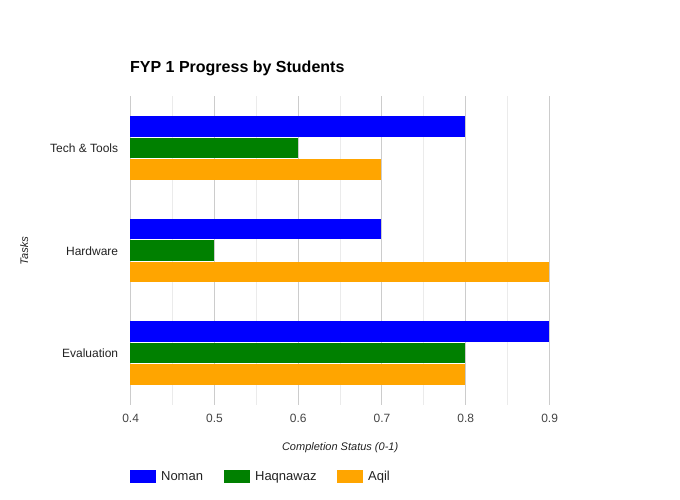 FYP 1 Progress by Students
Tech & Tools
Hardware
Evaluation
Tasks
0.4 0.5 0.6 0.7 0.8 0.9
Completion Status (0-1)
Noman Haqnawaz Aqil